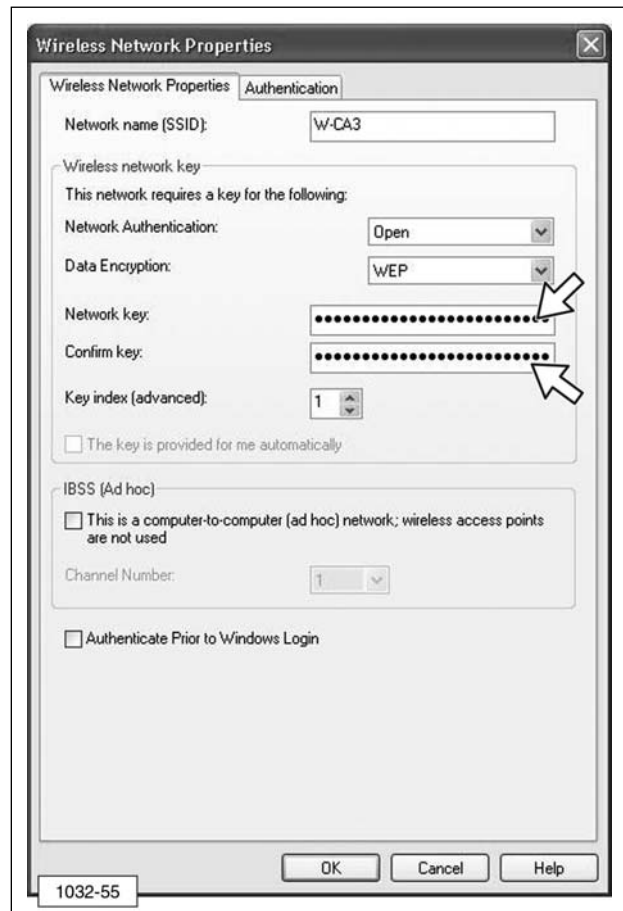 Wireless Network Properties
Wireless Network Properties Authentication
Network name (SSID): W-CA3
Wireless network key
This network requires a key for the following:
Network Authentication: Open
Data Encryption: WEP
Network key: ••••••••••••••••••••••••••
Confirm key: ••••••••••••••••••••••••••
Key index (advanced): 1
The key is provided for me automatically
IBSS (Ad hoc)
This is a computer-to-computer (ad hoc) network; wireless access points
are not used
Channel Number: 1
Authenticate Prior to Windows Login
OK Cancel Help
1032-55